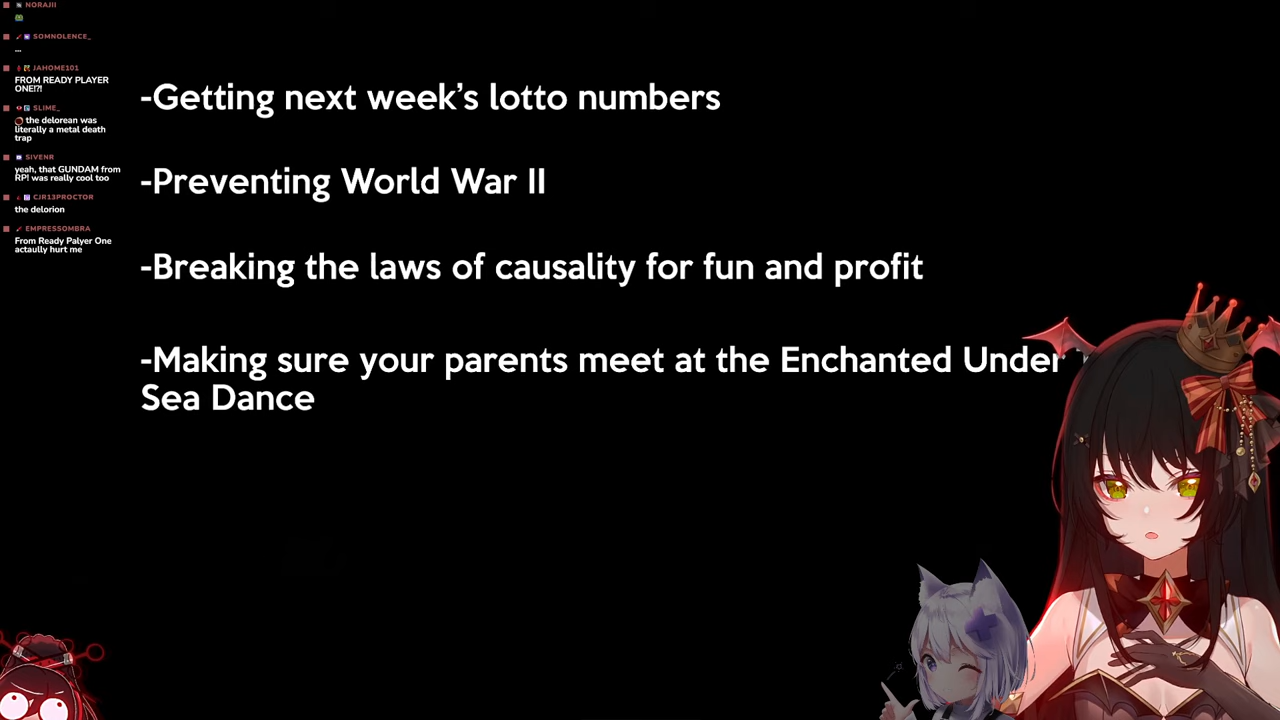 NORAJII
SOMNOLENCE_
...
JAHOME101
FROM READY PLAYER
ONE!?!
SLIME_
the delorean was
literally a metal death
trap
SIVENR
yeah, that GUNDAM from
RP! was really cool too
CJR13PROCTOR
the delorion
EMPRESSOMBRA
From Ready Palyer One
actaully hurt me
-Getting next week's lotto numbers
-Preventing World War II
-Breaking the laws of causality for fun and profit
-Making sure your parents meet at the Enchanted Under
Sea Dance